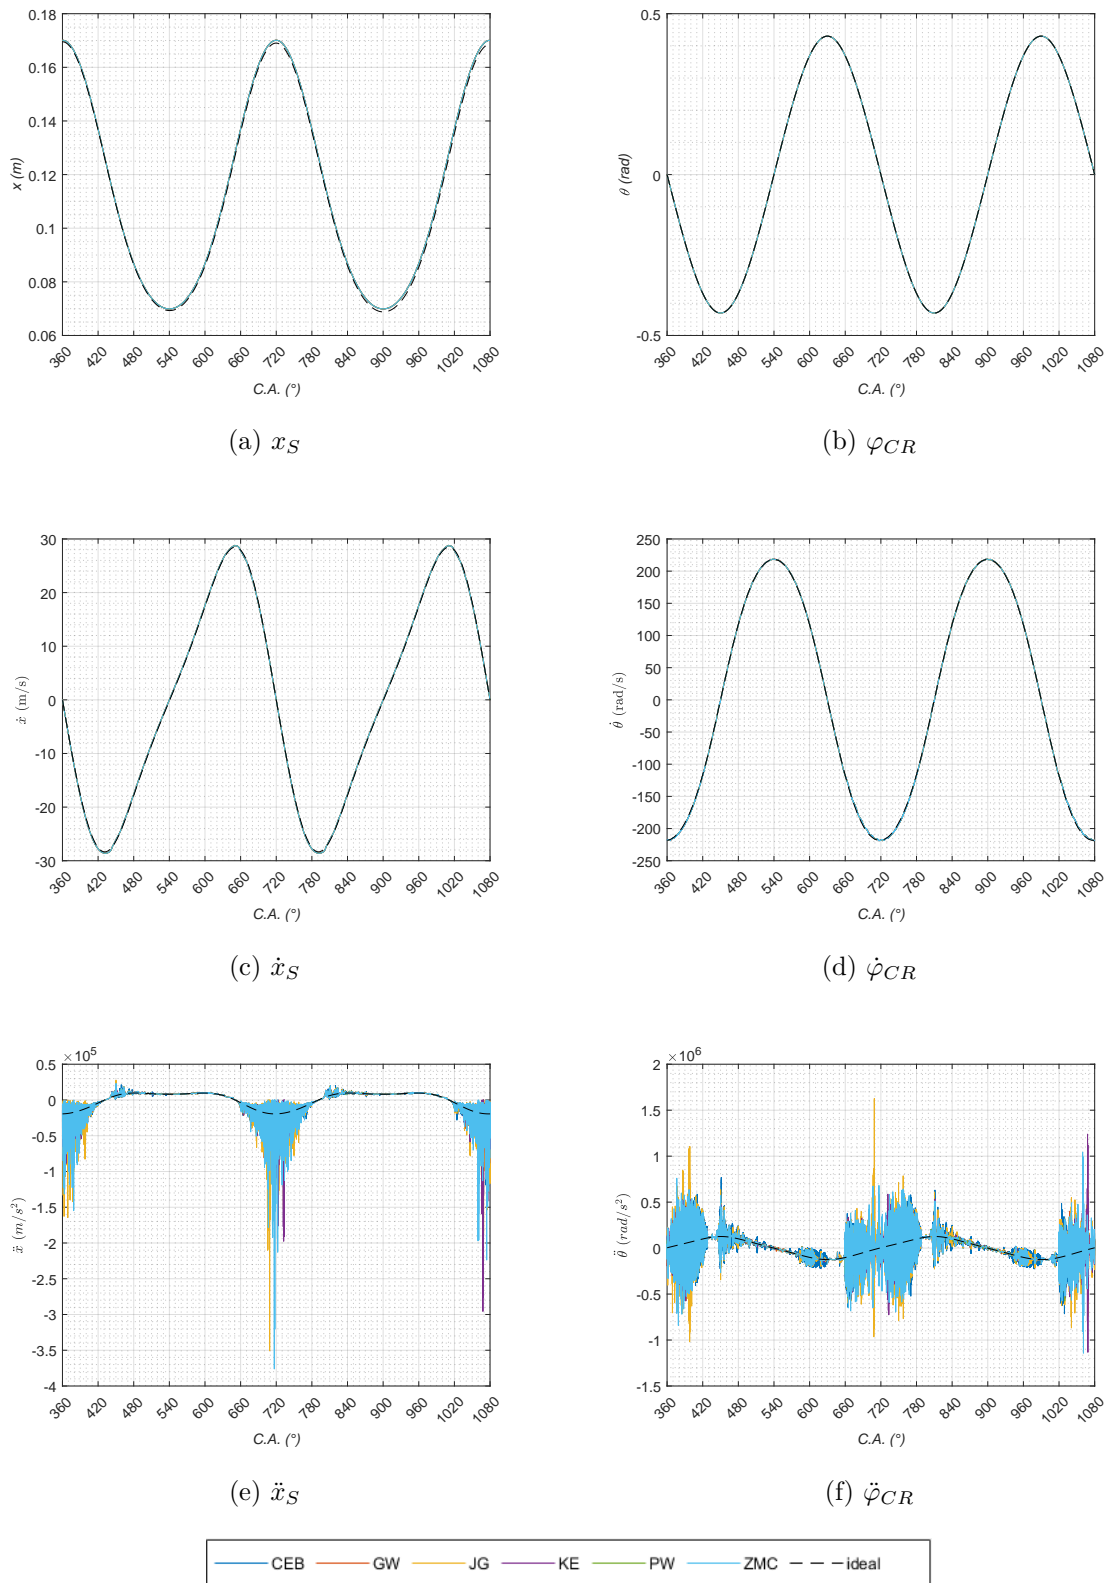 0.18
0.16
0.14
0.12
0.1
0.08
0.06
x (m)
360 420 480 540 600 660 720 780 840 900 960 1020 1080
C.A. (°)
(a) x_S
0.5
0
-0.5
θ (rad)
360 420 480 540 600 660 720 780 840 900 960 1020 1080
C.A. (°)
(b) φ_CR
30
20
10
0
-10
-20
-30
ẋ (m/s)
360 420 480 540 600 660 720 780 840 900 960 1020 1080
C.A. (°)
(c) ẋ_S
250
200
150
100
50
0
-50
-100
-150
-200
-250
θ̇ (rad/s)
360 420 480 540 600 660 720 780 840 900 960 1020 1080
C.A. (°)
(d) φ̇_CR
×10^5
0.5
0
-0.5
-1
-1.5
-2
-2.5
-3
-3.5
-4
ẍ (m/s²)
360 420 480 540 600 660 720 780 840 900 960 1020 1080
C.A. (°)
(e) ẍ_S
×10^6
2
1.5
1
0.5
0
-0.5
-1
-1.5
θ̈ (rad/s²)
360 420 480 540 600 660 720 780 840 900 960 1020 1080
C.A. (°)
(f) φ̈_CR
CEB GW JG KE PW ZMC ideal